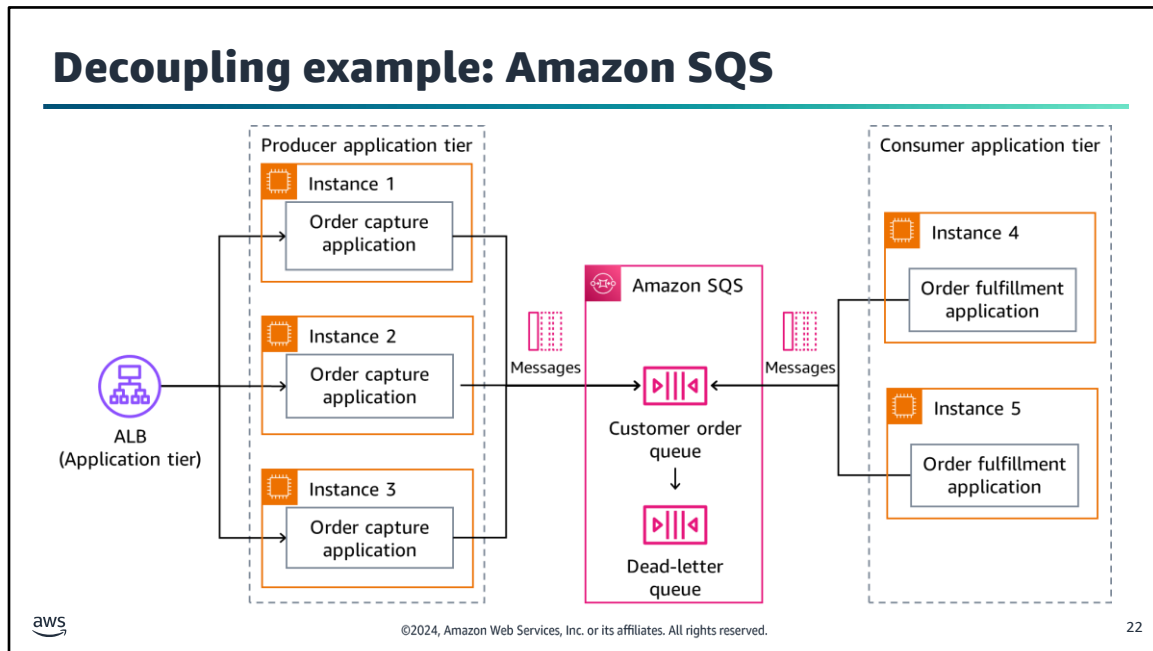 Decoupling example: Amazon SQS
Producer application tier
Instance 1
Order capture
application
Instance 2
Order capture
application
Instance 3
Order capture
application
ALB
(Application tier)
Messages
Amazon SQS
Customer order
queue
Dead-letter
queue
Messages
Consumer application tier
Instance 4
Order fulfillment
application
Instance 5
Order fulfillment
application
aws
©2024, Amazon Web Services, Inc. or its affiliates. All rights reserved.
22